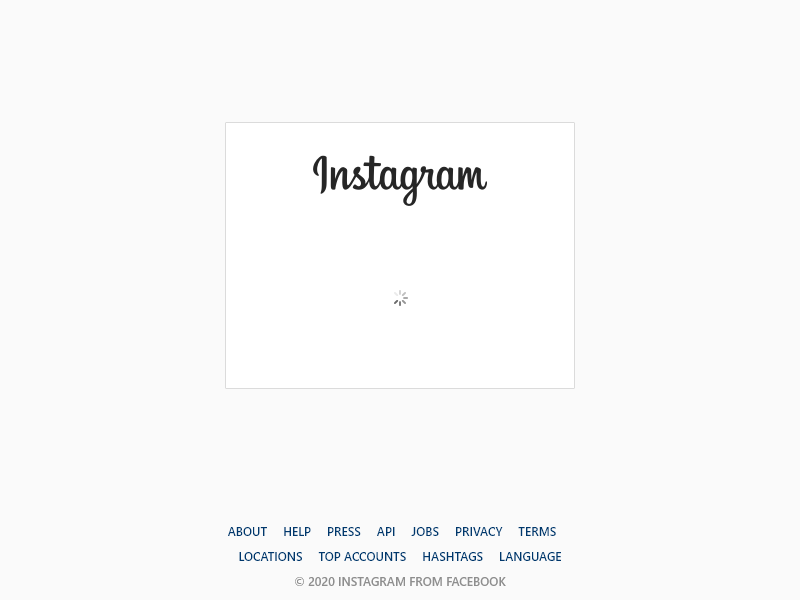 Instagram
ABOUT HELP PRESS API JOBS PRIVACY TERMS
LOCATIONS TOP ACCOUNTS HASHTAGS LANGUAGE
© 2020 INSTAGRAM FROM FACEBOOK